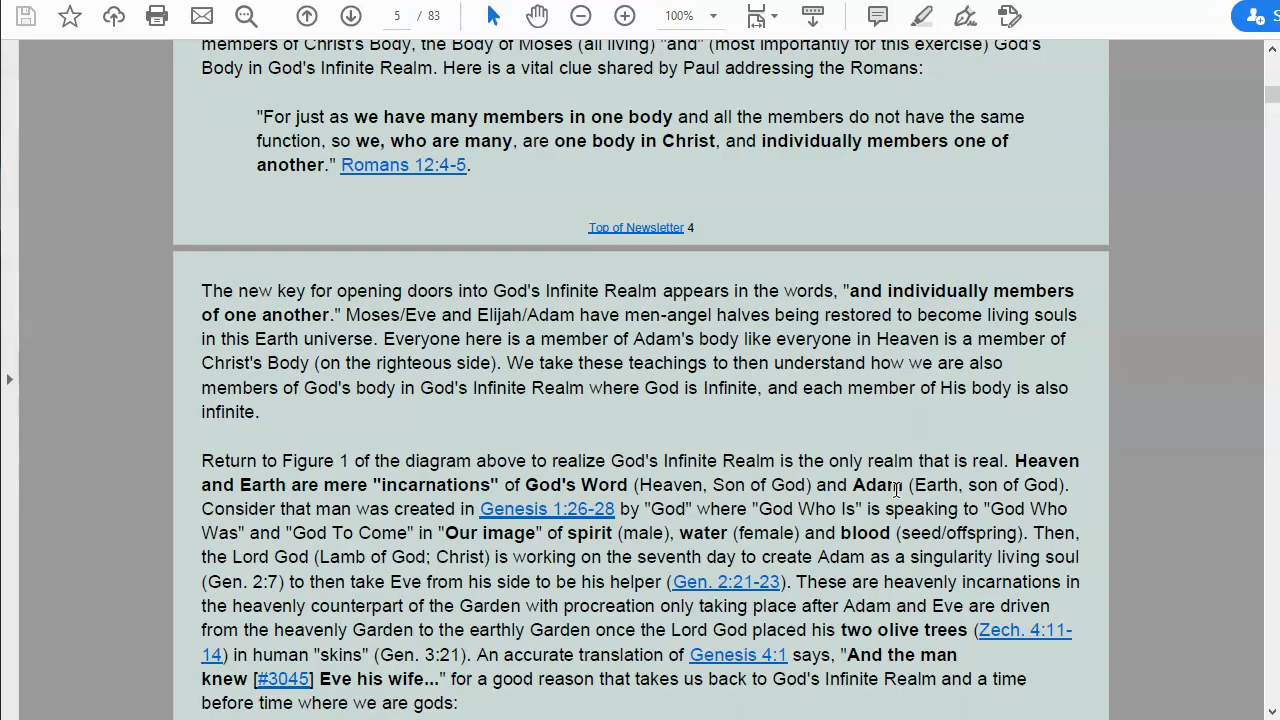 5 / 83
100%
members of Christ's Body, the Body of Moses (all living) "and" (most importantly for this exercise) God's
Body in God's Infinite Realm. Here is a vital clue shared by Paul addressing the Romans:
"For just as we have many members in one body and all the members do not have the same
function, so we, who are many, are one body in Christ, and individually members one of
another." Romans 12:4-5.
Top of Newsletter 4
The new key for opening doors into God's Infinite Realm appears in the words, "and individually members
of one another." Moses/Eve and Elijah/Adam have men-angel halves being restored to become living souls
in this Earth universe. Everyone here is a member of Adam's body like everyone in Heaven is a member of
Christ's Body (on the righteous side). We take these teachings to then understand how we are also
members of God's body in God's Infinite Realm where God is Infinite, and each member of His body is also
infinite.
Return to Figure 1 of the diagram above to realize God's Infinite Realm is the only realm that is real. Heaven
and Earth are mere "incarnations" of God's Word (Heaven, Son of God) and Adam (Earth, son of God).
Consider that man was created in Genesis 1:26-28 by "God" where "God Who Is" is speaking to "God Who
Was" and "God To Come" in "Our image" of spirit (male), water (female) and blood (seed/offspring). Then,
the Lord God (Lamb of God; Christ) is working on the seventh day to create Adam as a singularity living soul
(Gen. 2:7) to then take Eve from his side to be his helper (Gen. 2:21-23). These are heavenly incarnations in
the heavenly counterpart of the Garden with procreation only taking place after Adam and Eve are driven
from the heavenly Garden to the earthly Garden once the Lord God placed his two olive trees (Zech. 4:11-
14) in human "skins" (Gen. 3:21). An accurate translation of Genesis 4:1 says, "And the man
knew [#3045] Eve his wife..." for a good reason that takes us back to God's Infinite Realm and a time
before time where we are gods: